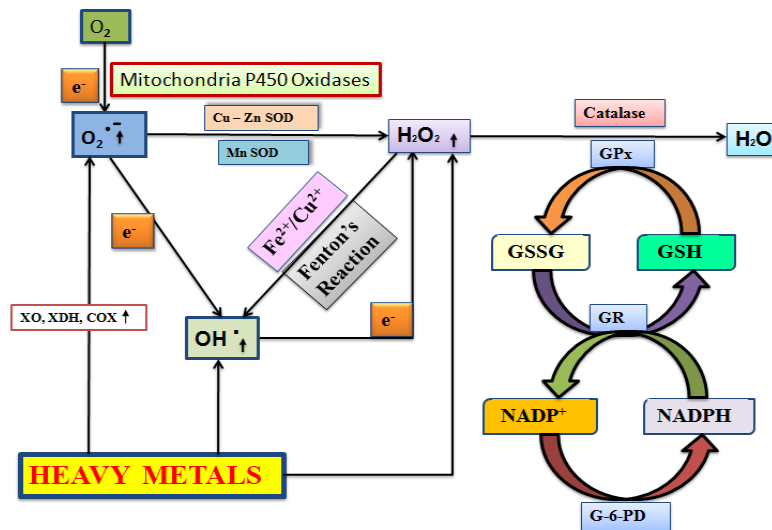 O₂
e⁻
Mitochondria P450 Oxidases
O₂•⁻ ↑
Cu – Zn SOD
Mn SOD
H₂O₂ ↑
Catalase
GPx
H₂O
Fe²⁺/Cu²⁺
Fenton's
Reaction
e⁻
GSSG
GSH
XO, XDH, COX ↑
OH• ↑
e⁻
GR
NADP⁺
NADPH
HEAVY METALS
G-6-PD